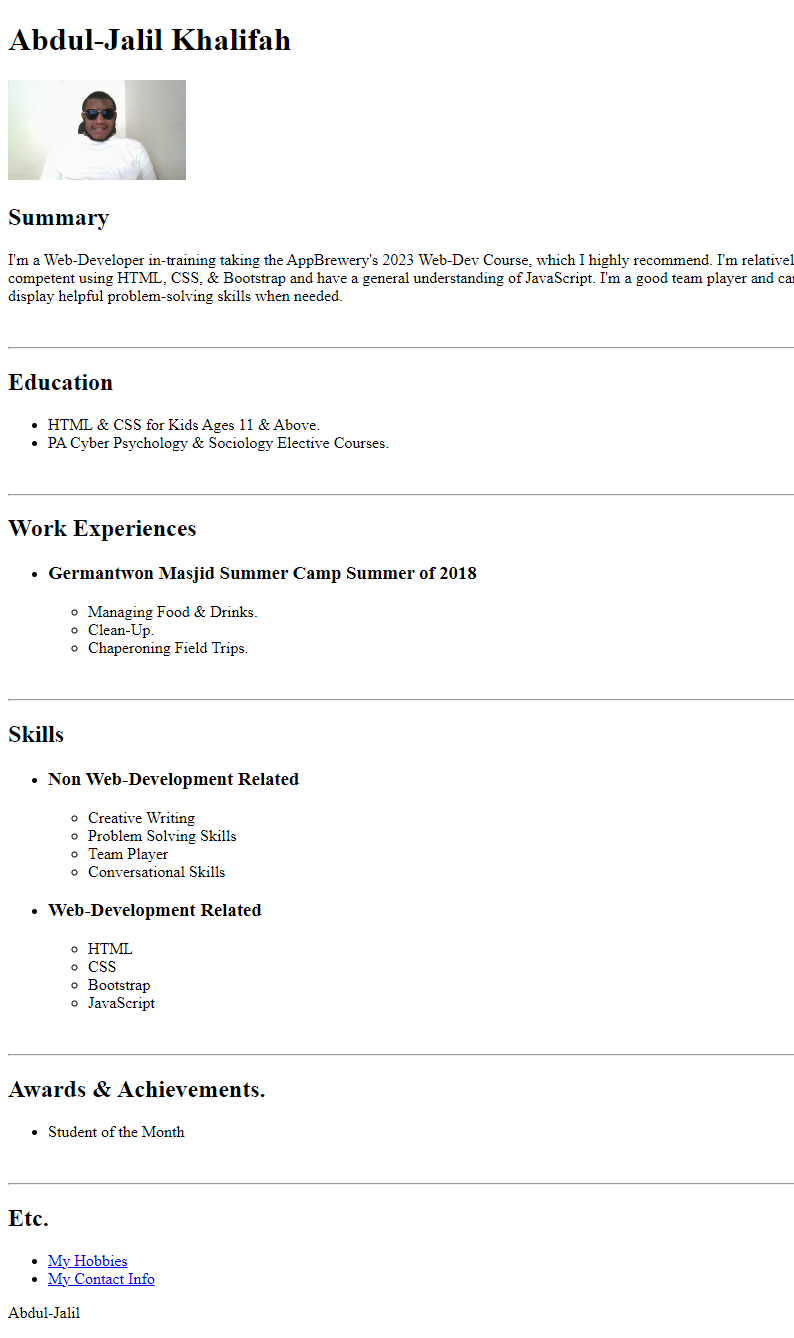 Abdul-Jalil Khalifah
Summary
I'm a Web-Developer in-training taking the AppBrewery's 2023 Web-Dev Course, which I highly recommend. I'm relativel
competent using HTML, CSS, & Bootstrap and have a general understanding of JavaScript. I'm a good team player and can
display helpful problem-solving skills when needed.
Education
HTML & CSS for Kids Ages 11 & Above.
PA Cyber Psychology & Sociology Elective Courses.
Work Experiences
Germantwon Masjid Summer Camp Summer of 2018
Managing Food & Drinks.
Clean-Up.
Chaperoning Field Trips.
Skills
Non Web-Development Related
Creative Writing
Problem Solving Skills
Team Player
Conversational Skills
Web-Development Related
HTML
CSS
Bootstrap
JavaScript
Awards & Achievements.
Student of the Month
Etc.
My Hobbies
My Contact Info
Abdul-Jalil